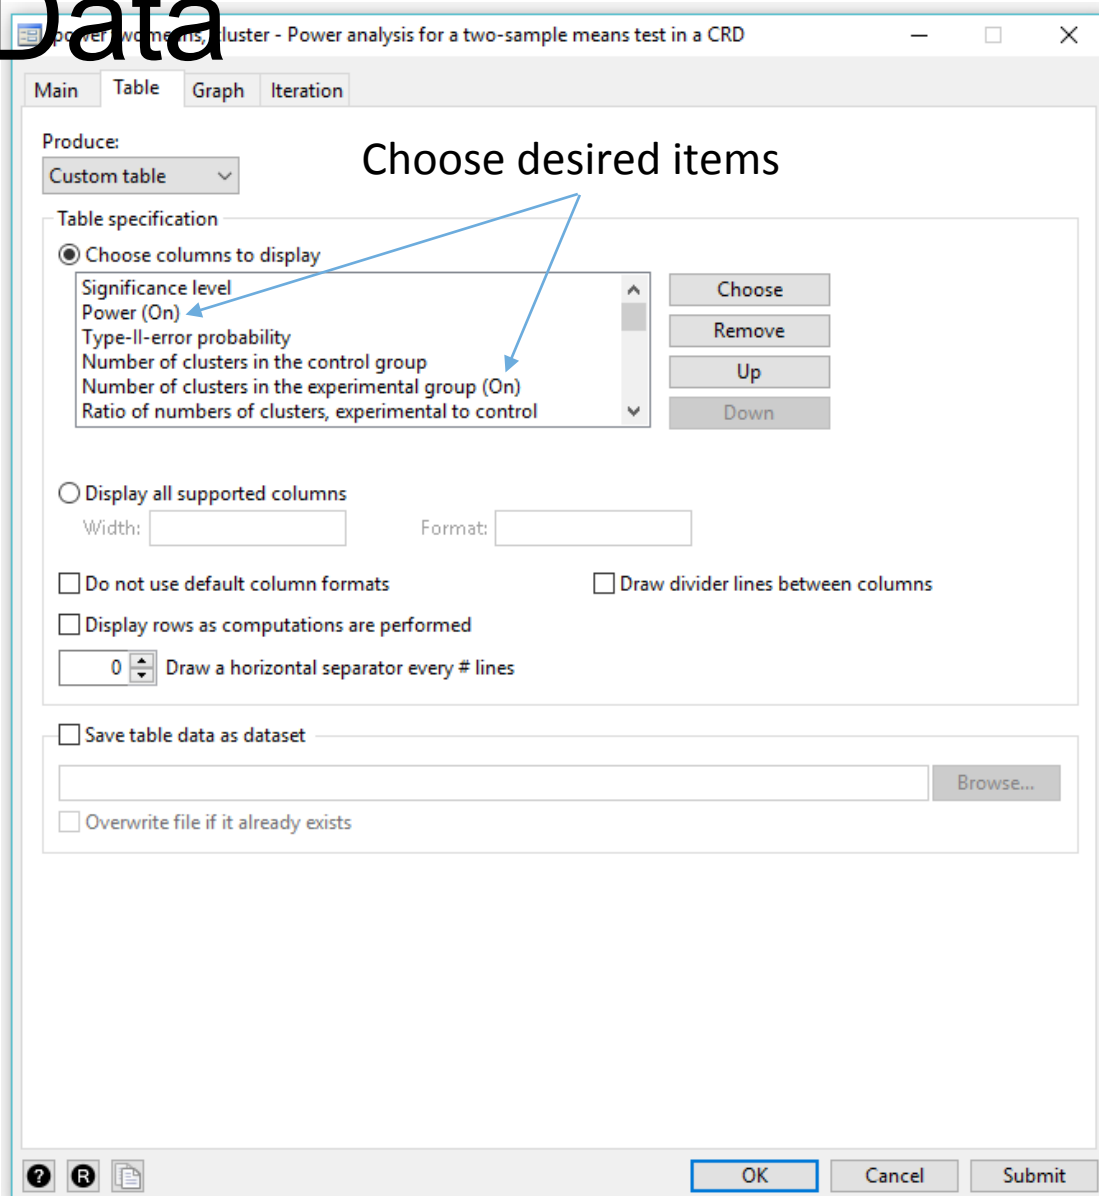 Data
power twomeans, cluster - Power analysis for a two-sample means test in a CRD
Main Table Graph Iteration
Produce:
Custom table
Choose desired items
Table specification
Choose columns to display
Significance level
Power (On)
Type-II-error probability
Number of clusters in the control group
Number of clusters in the experimental group (On)
Ratio of numbers of clusters, experimental to control
Choose
Remove
Up
Down
Display all supported columns
Width: Format:
Do not use default column formats Draw divider lines between columns
Display rows as computations are performed
0 Draw a horizontal separator every # lines
Save table data as dataset
Browse...
Overwrite file if it already exists
? R OK Cancel Submit